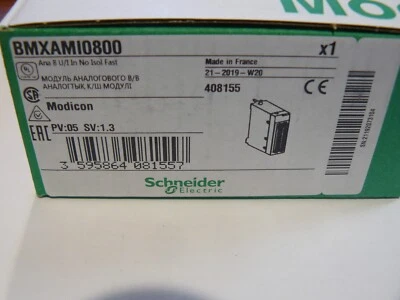 Mo
BMXAMI0800 x1
Ana 8 U/I In No Isol Fast
Made in France
21-2019-W20
МОДУЛЬ АНАЛОГОВОГО В/В
АНАЛОГТЫҚ К/Ш МОДУЛІ
408155
Modicon
EAC
PV:05 SV:1.3
3 595864 081557
Schneider
Electric